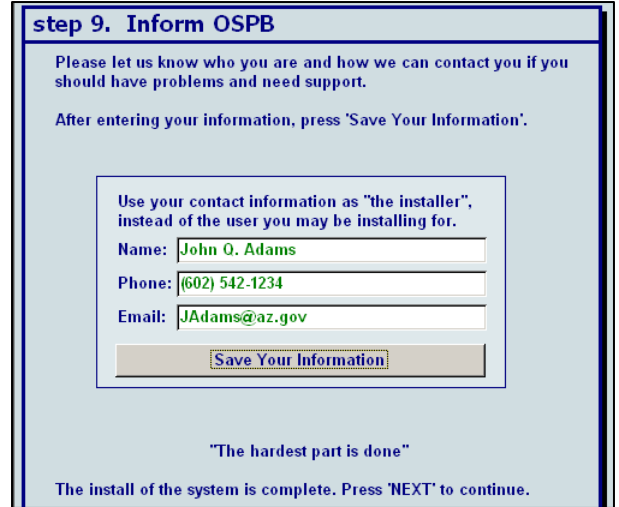 step 9. Inform OSPB
Please let us know who you are and how we can contact you if you
should have problems and need support.
After entering your information, press 'Save Your Information'.
Use your contact information as "the installer",
instead of the user you may be installing for.
Name: John Q. Adams
Phone: (602) 542-1234
Email: JAdams@az.gov
Save Your Information
"The hardest part is done"
The install of the system is complete. Press 'NEXT' to continue.